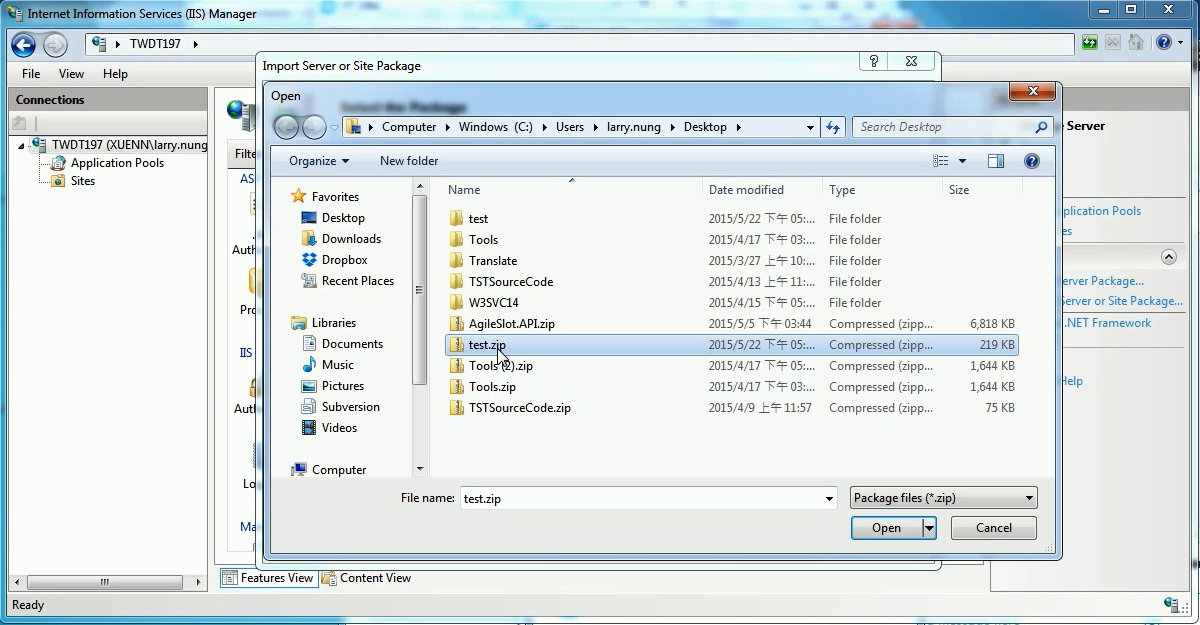 Internet Information Services (IIS) Manager
TWDT197
File View Help
Connections
TWDT197 (XUENN\larry.nung
Application Pools
Sites
Import Server or Site Package
Select the Package
Open
Computer Windows (C:) Users larry.nung Desktop
Search Desktop
Organize New folder
Favorites
Desktop
Downloads
Dropbox
Recent Places
Libraries
Documents
Music
Pictures
Subversion
Videos
Computer
Name Date modified Type Size
test 2015/5/22 下午 05:... File folder
Tools 2015/4/17 下午 03:... File folder
Translate 2015/3/27 上午 10:... File folder
TSTSourceCode 2015/4/13 上午 11:... File folder
W3SVC14 2015/4/15 下午 05:... File folder
AgileSlot.API.zip 2015/5/5 下午 03:44 Compressed (zipp... 6,818 KB
test.zip 2015/5/22 下午 05:... Compressed (zipp... 219 KB
Tools (2).zip 2015/4/17 下午 05:... Compressed (zipp... 1,644 KB
Tools.zip 2015/4/17 下午 03:... Compressed (zipp... 1,644 KB
TSTSourceCode.zip 2015/4/9 上午 11:57 Compressed (zipp... 75 KB
File name: test.zip
Package files (*.zip)
Open Cancel
Filte
AS
Auth
Pro
IIS
Auth
Lo
Ma
Server
plication Pools
es
erver Package...
Server or Site Package...
.NET Framework
Help
Features View Content View
Ready